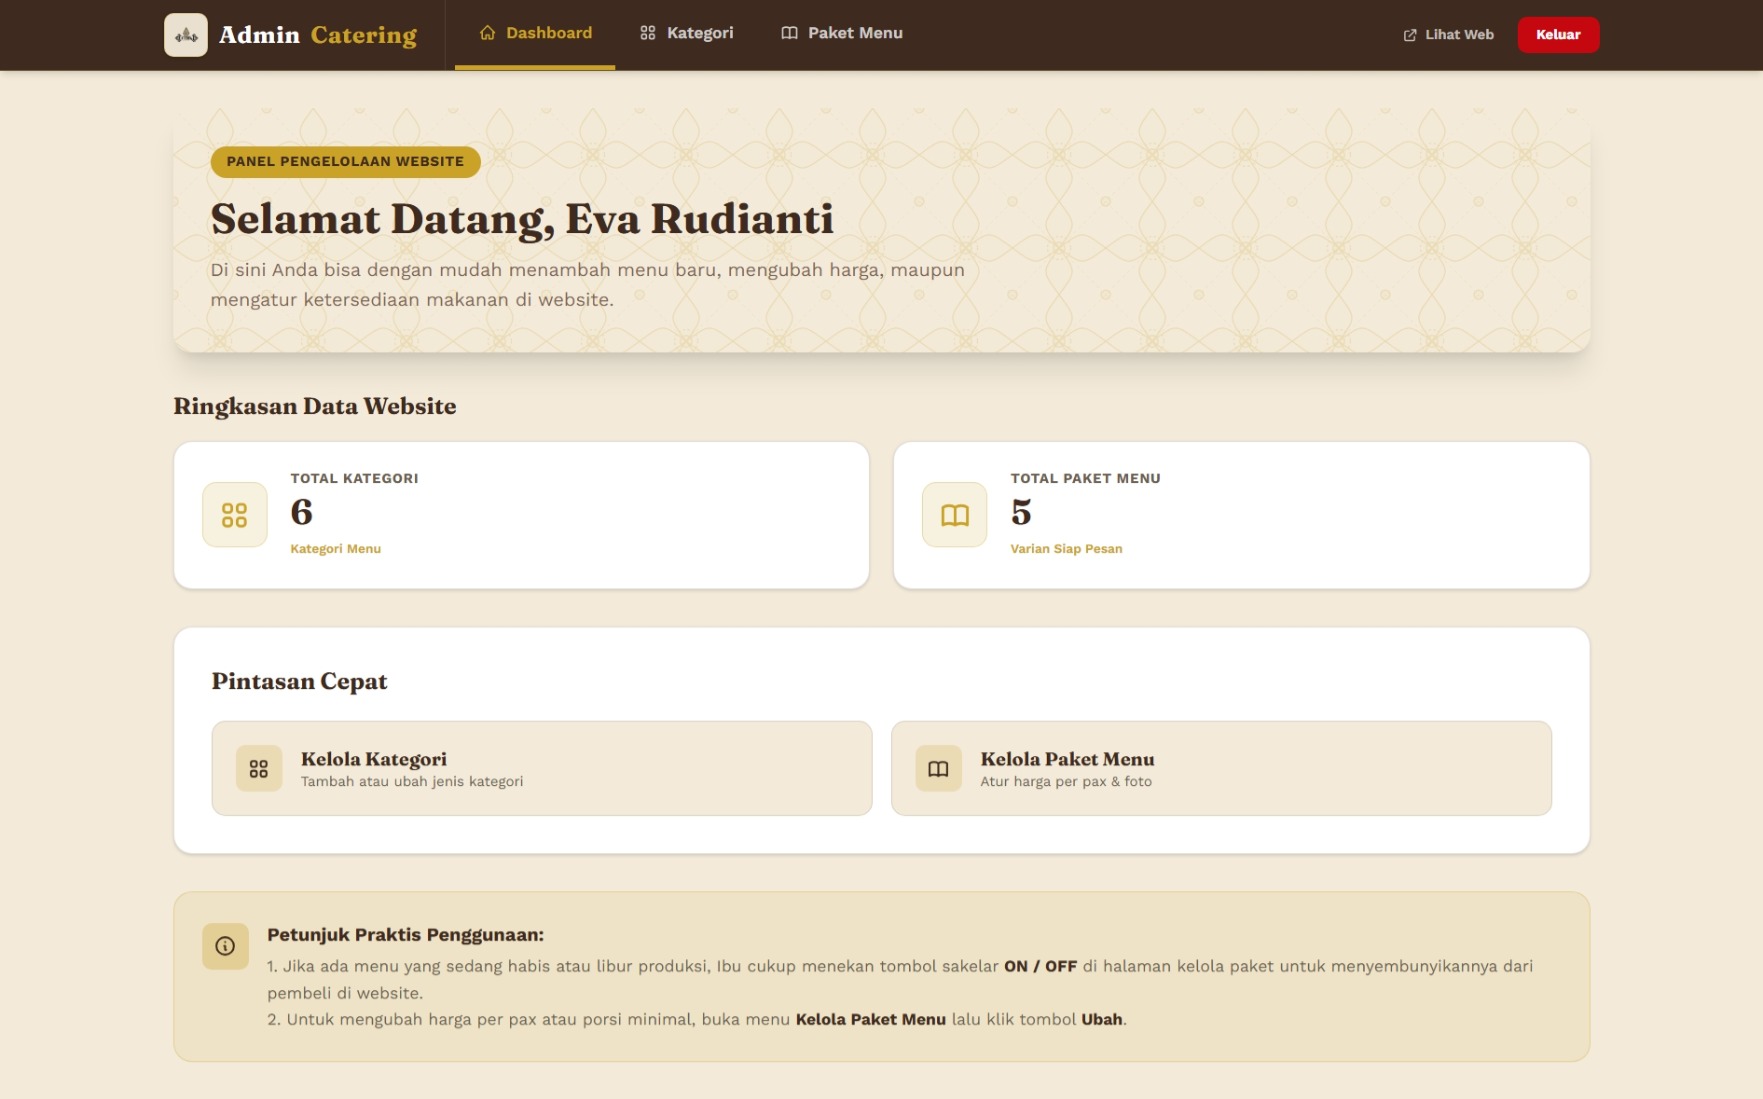 Admin Catering
Dashboard
Kategori
Paket Menu
Lihat Web
Keluar
PANEL PENGELOLAAN WEBSITE
Selamat Datang, Eva Rudianti
Di sini Anda bisa dengan mudah menambah menu baru, mengubah harga, maupun
mengatur ketersediaan makanan di website.
Ringkasan Data Website
TOTAL KATEGORI
6
Kategori Menu
TOTAL PAKET MENU
5
Varian Siap Pesan
Pintasan Cepat
Kelola Kategori
Tambah atau ubah jenis kategori
Kelola Paket Menu
Atur harga per pax & foto
Petunjuk Praktis Penggunaan:
1. Jika ada menu yang sedang habis atau libur produksi, Ibu cukup menekan tombol sakelar ON / OFF di halaman kelola paket untuk menyembunyikannya dari
pembeli di website.
2. Untuk mengubah harga per pax atau porsi minimal, buka menu Kelola Paket Menu lalu klik tombol Ubah.